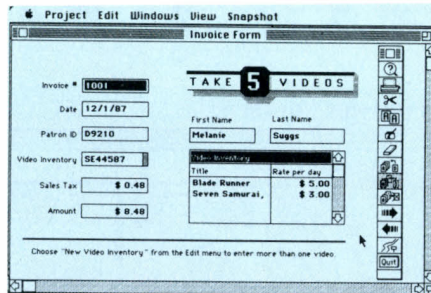 Project Edit Windows View Snapshot
Invoice Form
TAKE 5 VIDEOS
Invoice # 1001
Date 12/1/87
First Name Last Name
Patron ID D9210
Melanie Suggs
Video Inventory SE44587
Video Inventory
Title Rate per day
Blade Runner $ 5.00
Seven Samurai, $ 3.00
Sales Tax $ 0.48
Amount $ 8.48
Choose "New Video Inventory" from the Edit menu to enter more than one video.
Quit